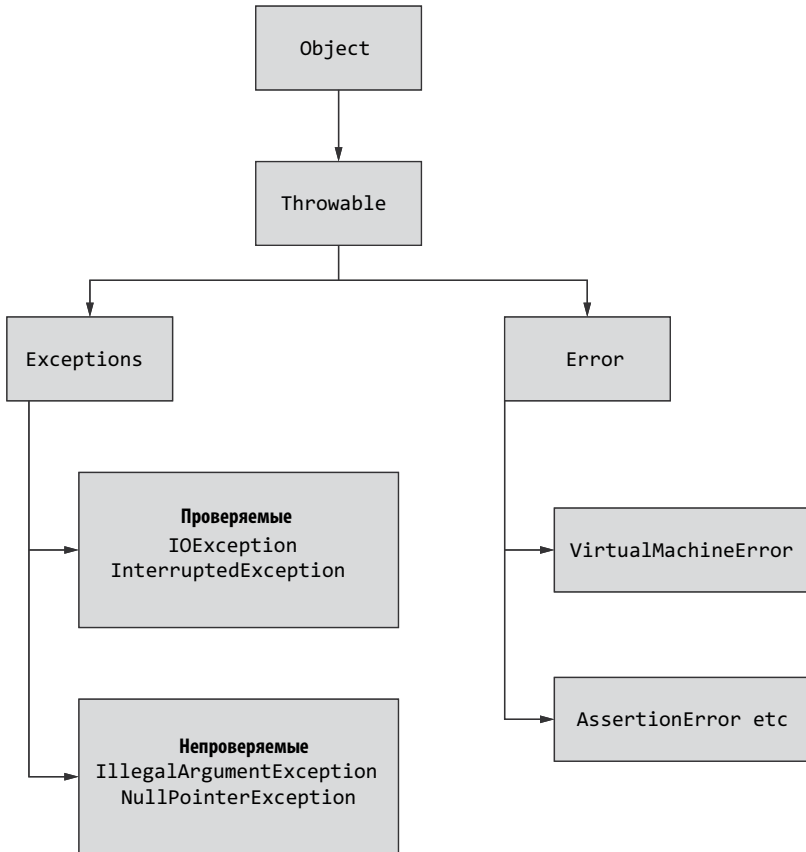 Object
Throwable
Exceptions
Error
Проверяемые
IOException
InterruptedException
VirtualMachineError
AssertionError etc
Непроверяемые
IllegalArgumentException
NullPointerException